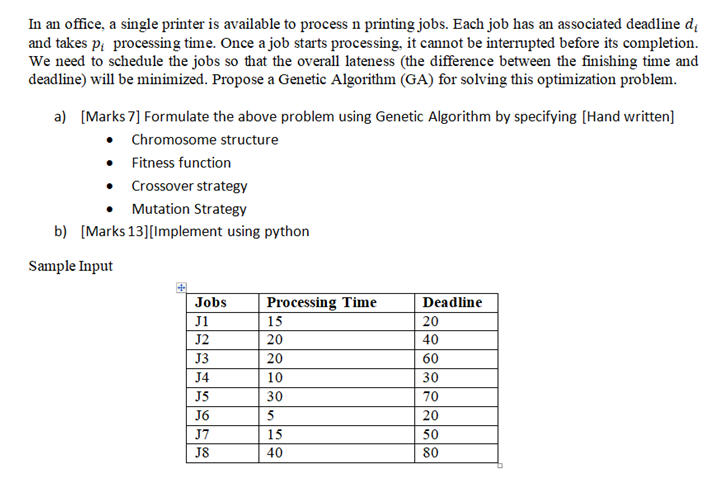 In an office, a single printer is available to process n printing jobs. Each job has an associated deadline dᵢ
and takes pᵢ processing time. Once a job starts processing, it cannot be interrupted before its completion.
We need to schedule the jobs so that the overall lateness (the difference between the finishing time and
deadline) will be minimized. Propose a Genetic Algorithm (GA) for solving this optimization problem.
a) [Marks 7] Formulate the above problem using Genetic Algorithm by specifying [Hand written]
• Chromosome structure
• Fitness function
• Crossover strategy
• Mutation Strategy
b) [Marks 13][Implement using python
Sample Input
Jobs Processing Time Deadline
J1 15 20
J2 20 40
J3 20 60
J4 10 30
J5 30 70
J6 5 20
J7 15 50
J8 40 80